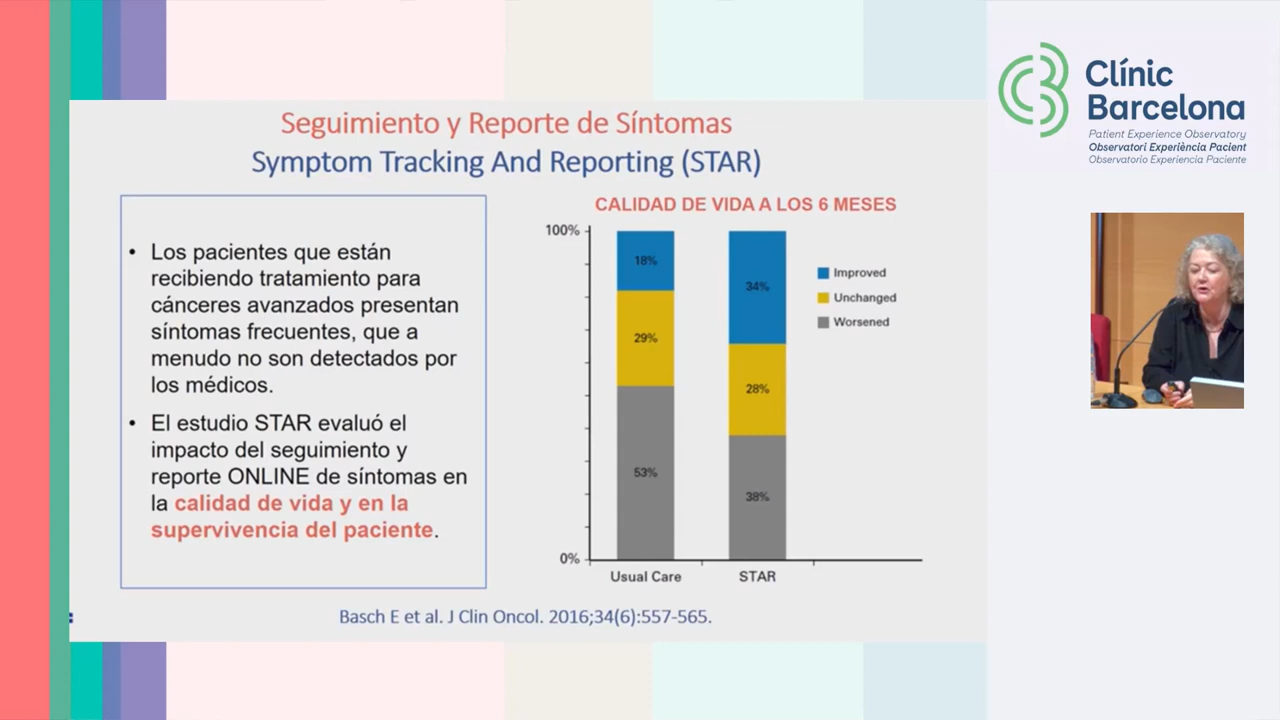 Seguimiento y Reporte de Síntomas
Symptom Tracking And Reporting (STAR)
• Los pacientes que están
recibiendo tratamiento para
cánceres avanzados presentan
síntomas frecuentes, que a
menudo no son detectados por
los médicos.
• El estudio STAR evaluó el
impacto del seguimiento y
reporte ONLINE de síntomas en
la calidad de vida y en la
supervivencia del paciente.
CALIDAD DE VIDA A LOS 6 MESES
100%
18%
34%
29%
28%
53%
38%
0%
Usual Care
STAR
Improved
Unchanged
Worsened
Basch E et al. J Clin Oncol. 2016;34(6):557-565.
Clínic
Barcelona
Patient Experience Observatory
Observatori Experiència Pacient
Observatorio Experiencia Paciente